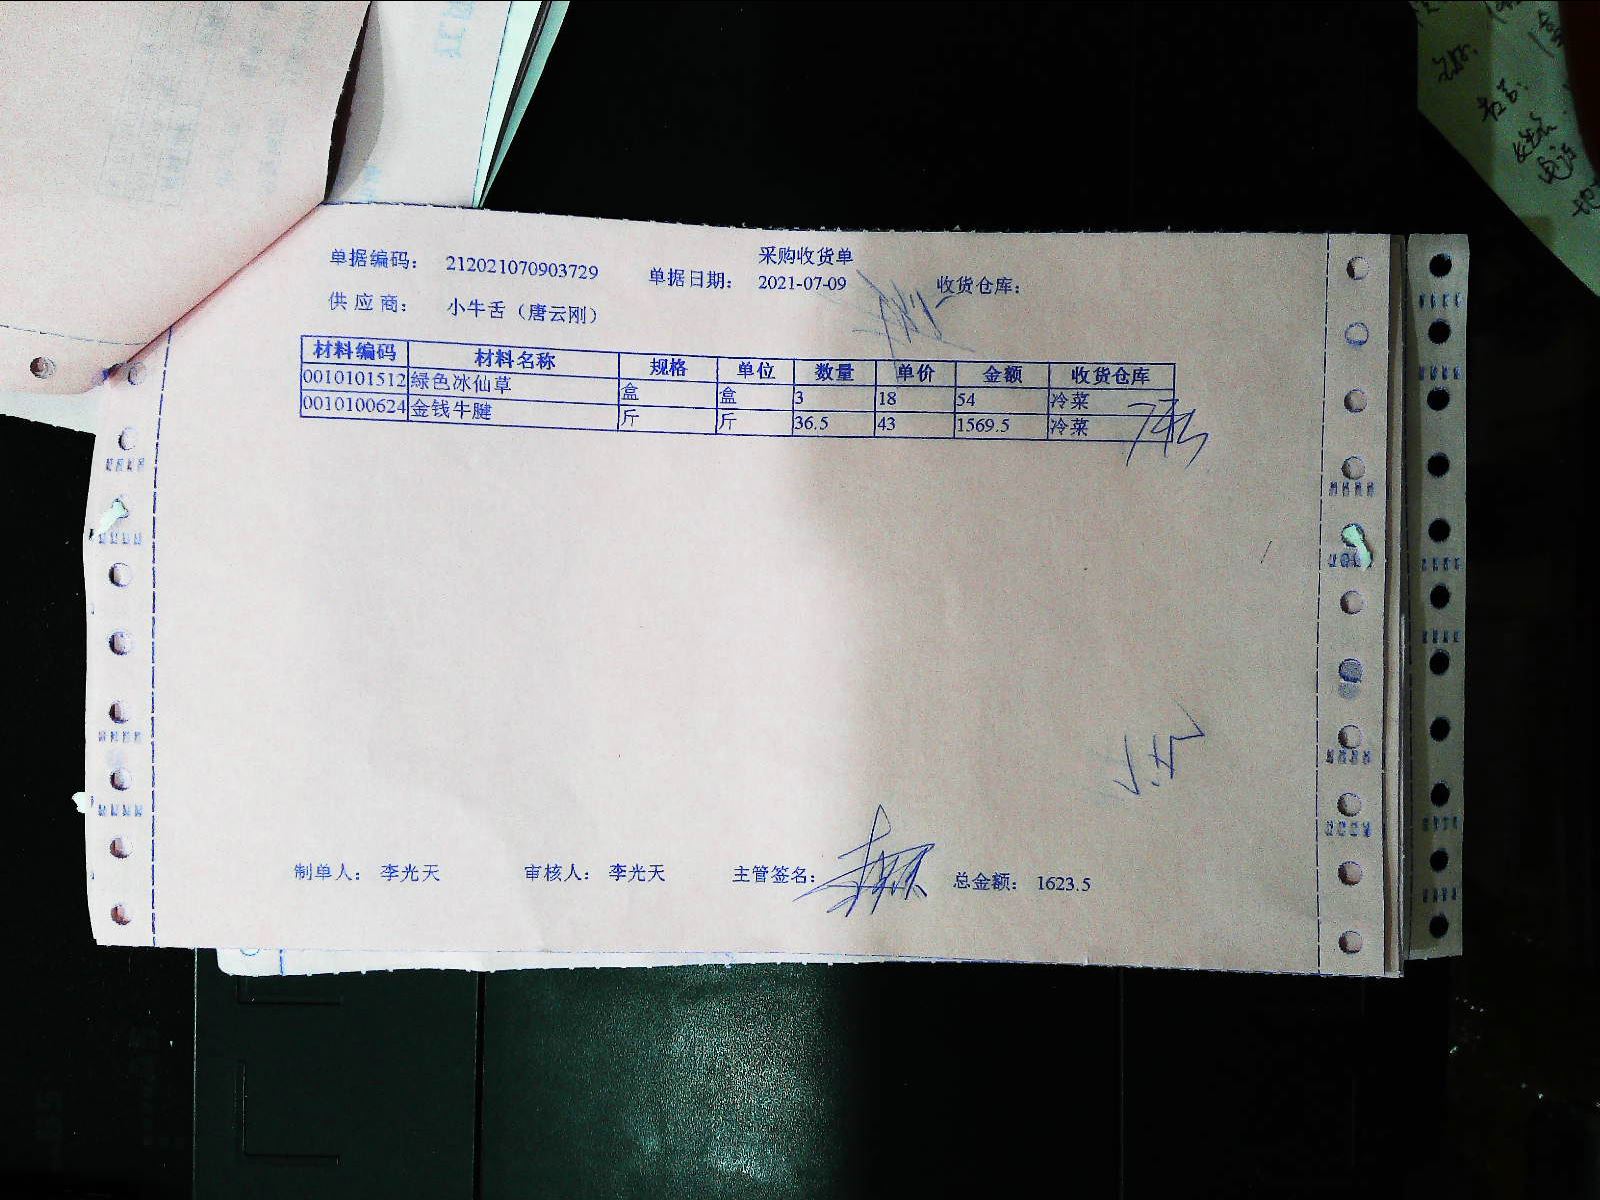 采购收货单
单据编码： 212021070903729 单据日期： 2021-07-09 收货仓库：
供 应 商： 小牛舌（唐云刚）
材料编码 材料名称 规格 单位 数量 单价 金额 收货仓库
0010101512 绿色冰仙草 盒 盒 3 18 54 冷菜
0010100624 金钱牛腱 斤 斤 36.5 43 1569.5 冷菜
制单人： 李光天 审核人： 李光天 主管签名： 总金额： 1623.5